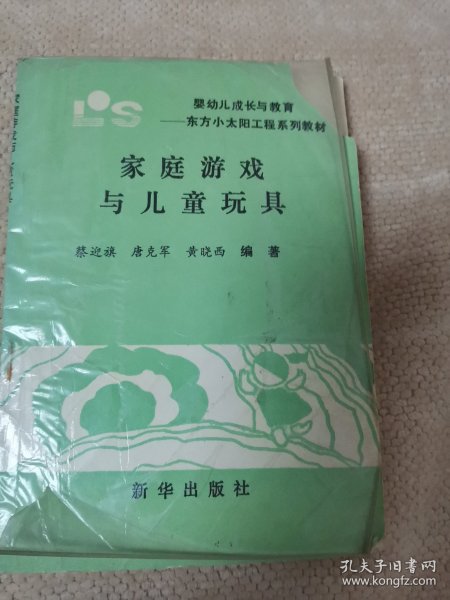 LS
婴幼儿成长与教育
——东方小太阳工程系列教材
家庭游戏
与儿童玩具
蔡迎旗 唐克军 黄晓西 编著
新华出版社
孔夫子旧书网
www.kongfz.com